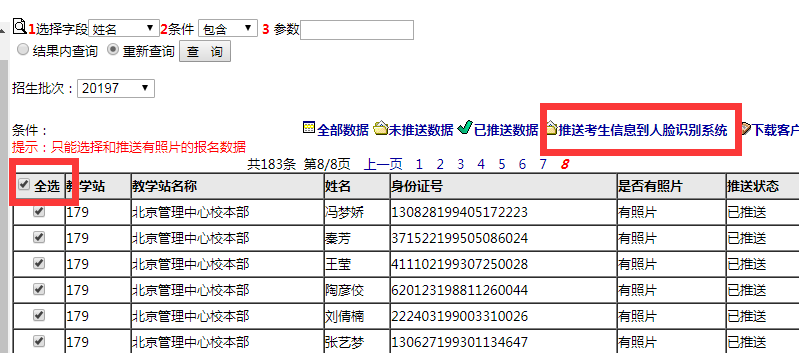 1选择字段 姓名 2条件 包含 3 参数
结果内查询 重新查询 查 询
招生批次：20197
条件： 全部数据 未推送数据 已推送数据 推送考生信息到人脸识别系统 下载客户
提示：只能选择和推送有照片的报名数据
共183条 第8/8页 上一页 1 2 3 4 5 6 7 8
全选 教学站 教学站名称 姓名 身份证号 是否有照片 推送状态
179 北京管理中心校本部 冯梦娇 130828199405172223 有照片 已推送
179 北京管理中心校本部 秦芳 371522199505086024 有照片 已推送
179 北京管理中心校本部 王莹 411102199307250028 有照片 已推送
179 北京管理中心校本部 陶彦佼 620123198811260044 有照片 已推送
179 北京管理中心校本部 刘倩楠 222403199003310026 有照片 已推送
179 北京管理中心校本部 张艺梦 130627199301134647 有照片 已推送